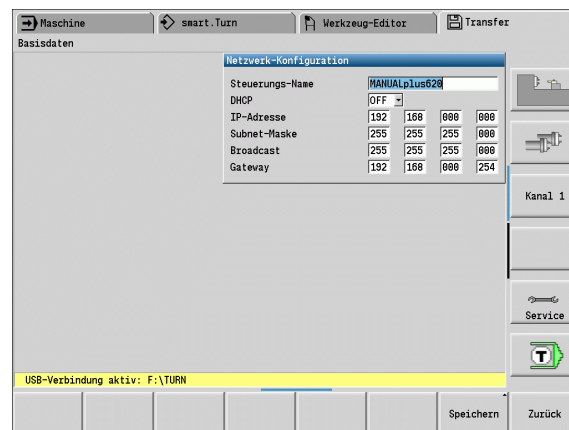 Maschine
smart.Turn
Werkzeug-Editor
Transfer
Basisdaten
Netzwerk-Konfiguration
Steuerungs-Name MANUALplus620
DHCP OFF
IP-Adresse 192 168 000 000
Subnet-Maske 255 255 255 000
Broadcast 255 255 255 000
Gateway 192 168 000 254
Kanal 1
Service
T
USB-Verbindung aktiv: F:\TURN
Speichern
Zurück